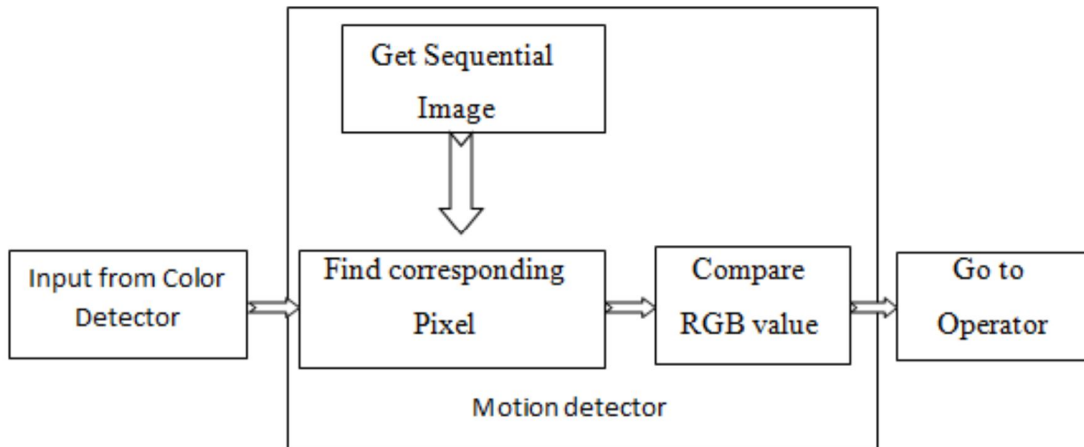 Get Sequential
Image
Input from Color
Detector
Find corresponding
Pixel
Compare
RGB value
Go to
Operator
Motion detector